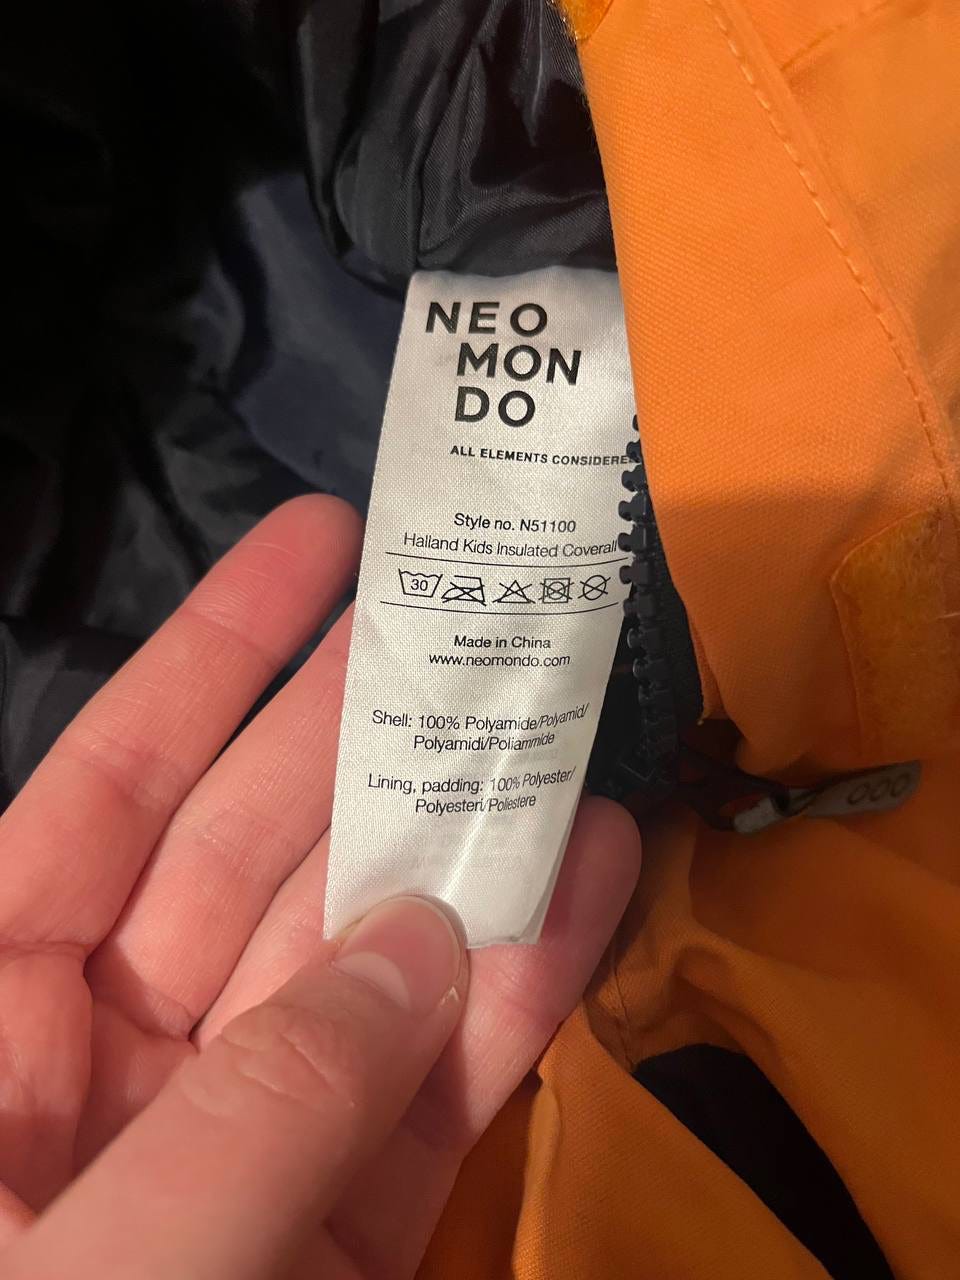 NEO
MON
DO
ALL ELEMENTS CONSIDERED
Style no. N51100
Halland Kids Insulated Coverall
30
Made in China
www.neomondo.com
Shell: 100% Polyamide/Polyamid/
Polyamidi/Poliammide
Lining, padding: 100% Polyester/
Polyesteri/Poliestere